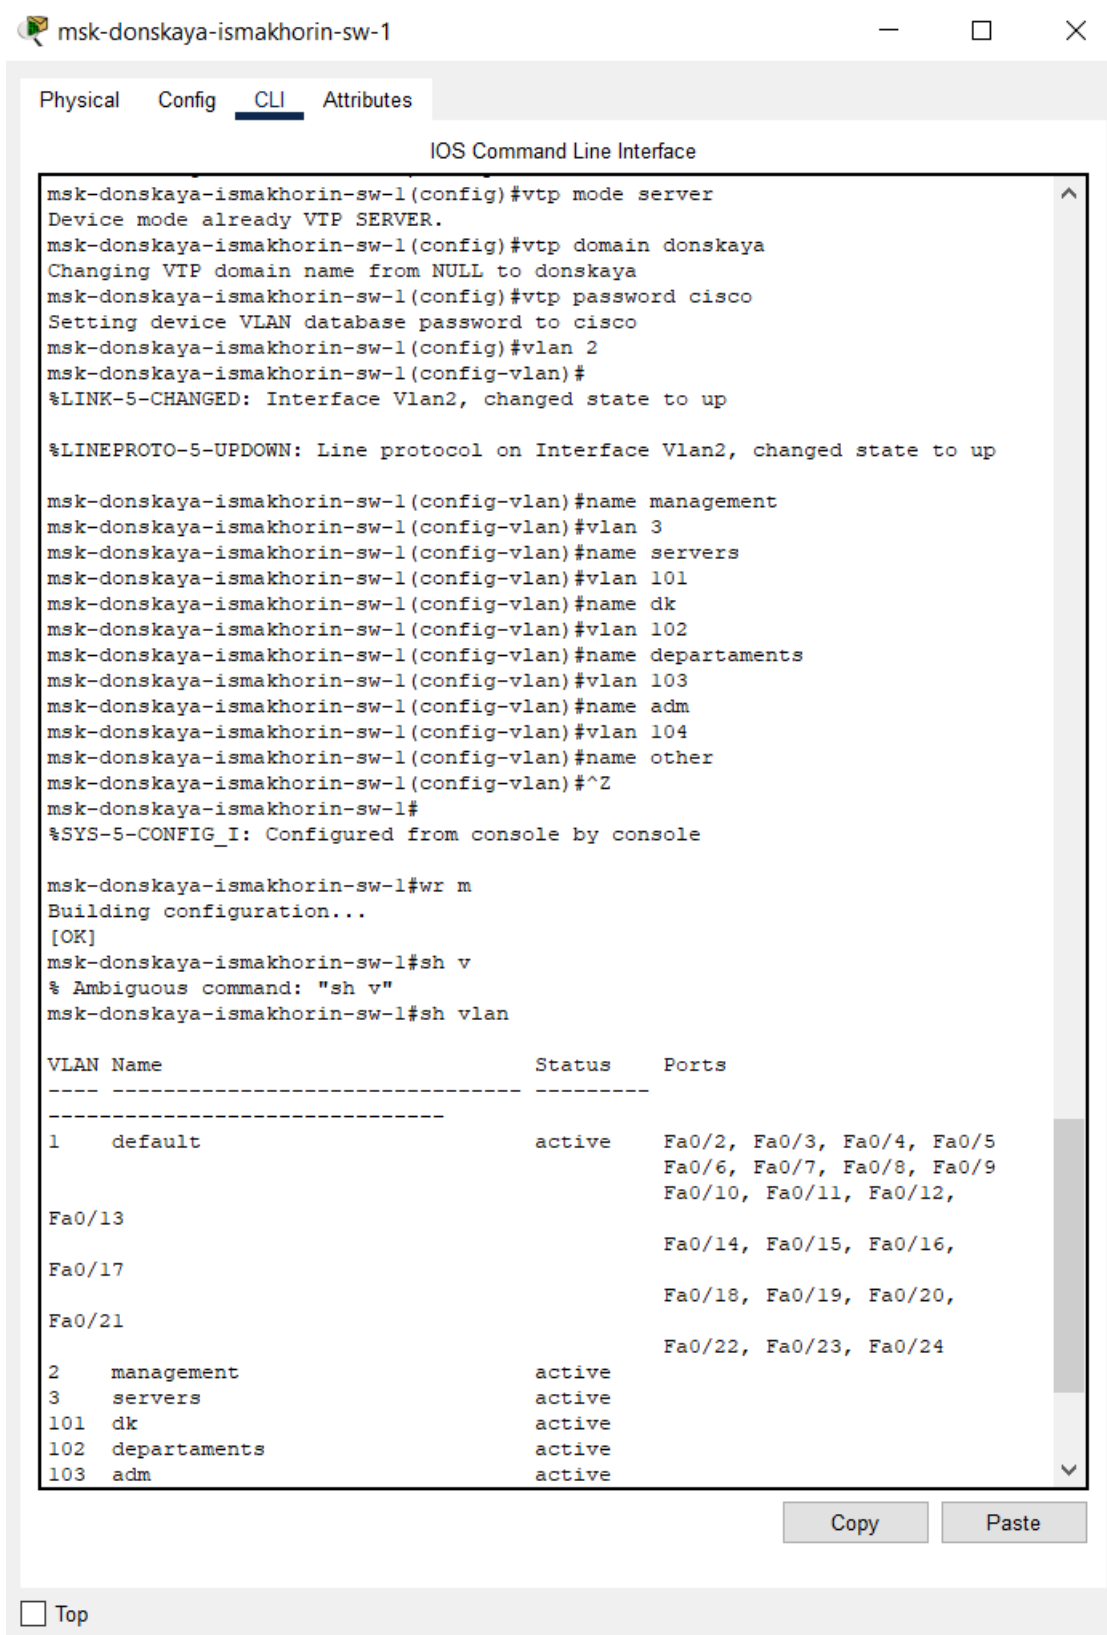 msk-donskaya-ismakhorin-sw-1
Physical Config CLI Attributes
IOS Command Line Interface
msk-donskaya-ismakhorin-sw-1(config)#vtp mode server
Device mode already VTP SERVER.
msk-donskaya-ismakhorin-sw-1(config)#vtp domain donskaya
Changing VTP domain name from NULL to donskaya
msk-donskaya-ismakhorin-sw-1(config)#vtp password cisco
Setting device VLAN database password to cisco
msk-donskaya-ismakhorin-sw-1(config)#vlan 2
msk-donskaya-ismakhorin-sw-1(config-vlan)#
%LINK-5-CHANGED: Interface Vlan2, changed state to up
%LINEPROTO-5-UPDOWN: Line protocol on Interface Vlan2, changed state to up
msk-donskaya-ismakhorin-sw-1(config-vlan)#name management
msk-donskaya-ismakhorin-sw-1(config-vlan)#vlan 3
msk-donskaya-ismakhorin-sw-1(config-vlan)#name servers
msk-donskaya-ismakhorin-sw-1(config-vlan)#vlan 101
msk-donskaya-ismakhorin-sw-1(config-vlan)#name dk
msk-donskaya-ismakhorin-sw-1(config-vlan)#vlan 102
msk-donskaya-ismakhorin-sw-1(config-vlan)#name departaments
msk-donskaya-ismakhorin-sw-1(config-vlan)#vlan 103
msk-donskaya-ismakhorin-sw-1(config-vlan)#name adm
msk-donskaya-ismakhorin-sw-1(config-vlan)#vlan 104
msk-donskaya-ismakhorin-sw-1(config-vlan)#name other
msk-donskaya-ismakhorin-sw-1(config-vlan)#^Z
msk-donskaya-ismakhorin-sw-1#
%SYS-5-CONFIG_I: Configured from console by console
msk-donskaya-ismakhorin-sw-1#wr m
Building configuration...
[OK]
msk-donskaya-ismakhorin-sw-1#sh v
% Ambiguous command: "sh v"
msk-donskaya-ismakhorin-sw-1#sh vlan
VLAN Name Status Ports
---- -------------------------------- ---------
-------------------------------
1 default active Fa0/2, Fa0/3, Fa0/4, Fa0/5
Fa0/6, Fa0/7, Fa0/8, Fa0/9
Fa0/10, Fa0/11, Fa0/12,
Fa0/13
Fa0/14, Fa0/15, Fa0/16,
Fa0/17
Fa0/18, Fa0/19, Fa0/20,
Fa0/21
Fa0/22, Fa0/23, Fa0/24
2 management active
3 servers active
101 dk active
102 departaments active
103 adm active
Copy Paste
Top